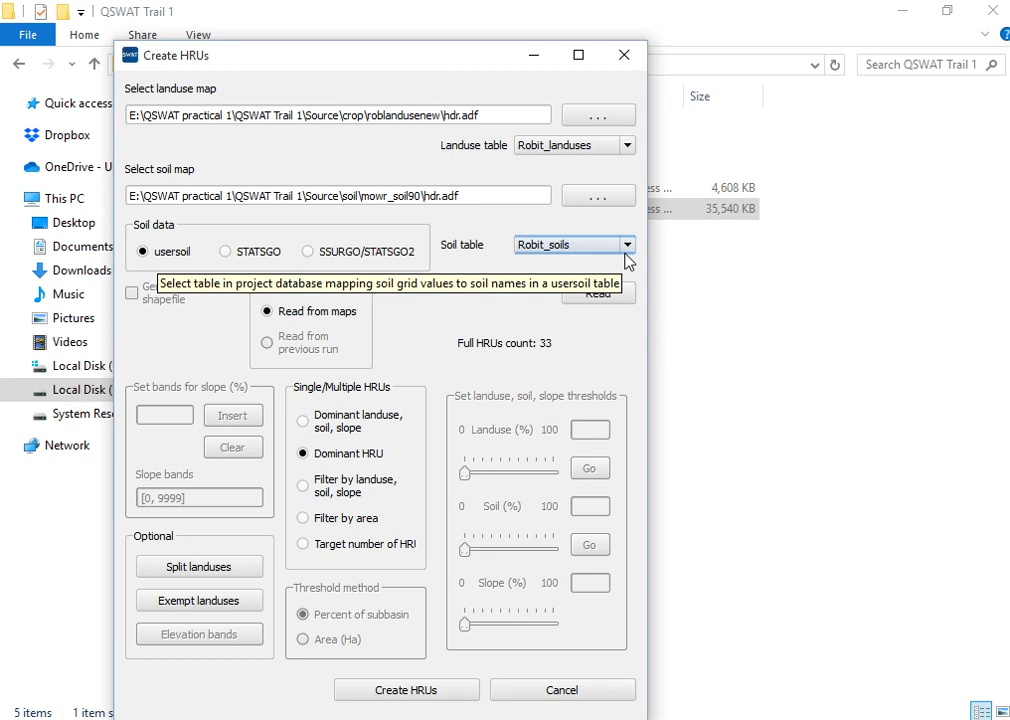 QSWAT Trail 1
File Home Share View
Search QSWAT Trail 1
Quick access
Dropbox
OneDrive - U
This PC
Desktop
Documents
Downloads
Music
Pictures
Videos
Local Disk (
Local Disk (
System Res
Network
5 items 1 item s
Size
ess ... 4,608 KB
ess ... 35,540 KB
SWAT Create HRUs
Select landuse map
E:\QSWAT practical 1\QSWAT Trail 1\Source\crop\roblandusenew\hdr.adf ...
Landuse table Robit_landuses
Select soil map
E:\QSWAT practical 1\QSWAT Trail 1\Source\soil\mowr_soil90\hdr.adf ...
Soil data
usersoil STATSGO SSURGO/STATSGO2
Soil table Robit_soils
Select table in project database mapping soil grid values to soil names in a usersoil table
shapefile
Read
Read from maps
Read from
previous run
Full HRUs count: 33
Set bands for slope (%)
Insert
Clear
Slope bands
[0, 9999]
Single/Multiple HRUs
Dominant landuse,
soil, slope
Dominant HRU
Filter by landuse,
soil, slope
Filter by area
Target number of HRU
Set landuse, soil, slope thresholds
0 Landuse (%) 100
Go
0 Soil (%) 100
Go
0 Slope (%) 100
Optional
Split landuses
Exempt landuses
Elevation bands
Threshold method
Percent of subbasin
Area (Ha)
Create HRUs Cancel